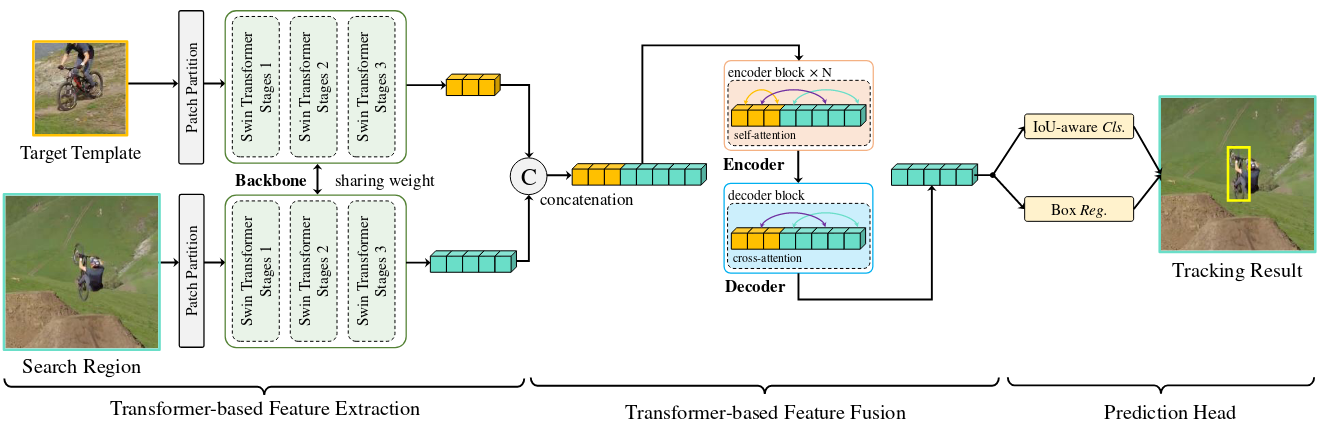 Target Template
Patch Partition
Swin Transformer
Stages 1
Swin Transformer
Stages 2
Swin Transformer
Stages 3
Backbone
sharing weight
Search Region
Patch Partition
Swin Transformer
Stages 1
Swin Transformer
Stages 2
Swin Transformer
Stages 3
C
concatenation
encoder block × N
self-attention
Encoder
decoder block
cross-attention
Decoder
IoU-aware Cls.
Box Reg.
Tracking Result
Transformer-based Feature Extraction
Transformer-based Feature Fusion
Prediction Head